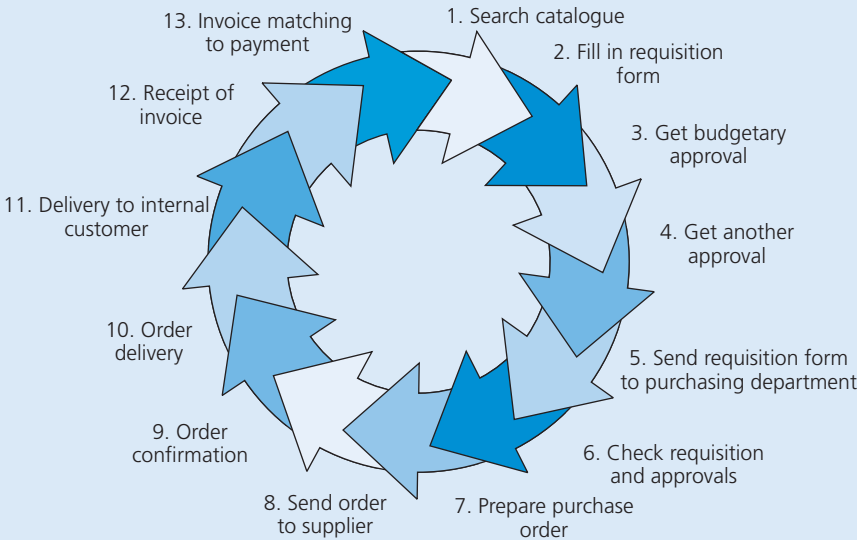 1. Search catalogue
2. Fill in requisition
form
3. Get budgetary
approval
4. Get another
approval
5. Send requisition form
to purchasing department
6. Check requisition
and approvals
7. Prepare purchase
order
8. Send order
to supplier
9. Order
confirmation
10. Order
delivery
11. Delivery to internal
customer
12. Receipt of
invoice
13. Invoice matching
to payment